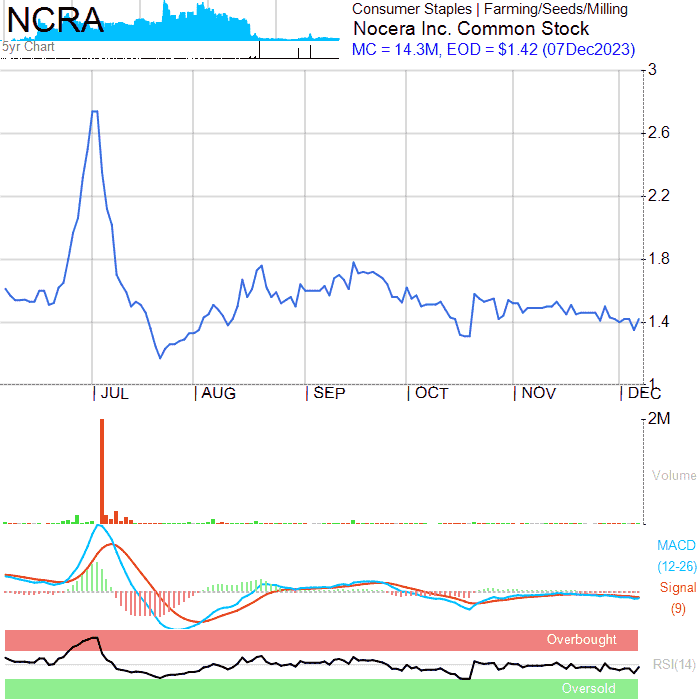 NCRA
5yr Chart
Consumer Staples | Farming/Seeds/Milling
Nocera Inc. Common Stock
MC = 14.3M, EOD = $1.42 (07Dec2023)
3
2.6
2.2
1.8
1.4
1
JUL AUG SEP OCT NOV DEC
2M
Volume
MACD
(12-26)
Signal
(9)
Overbought
RSI(14)
Oversold